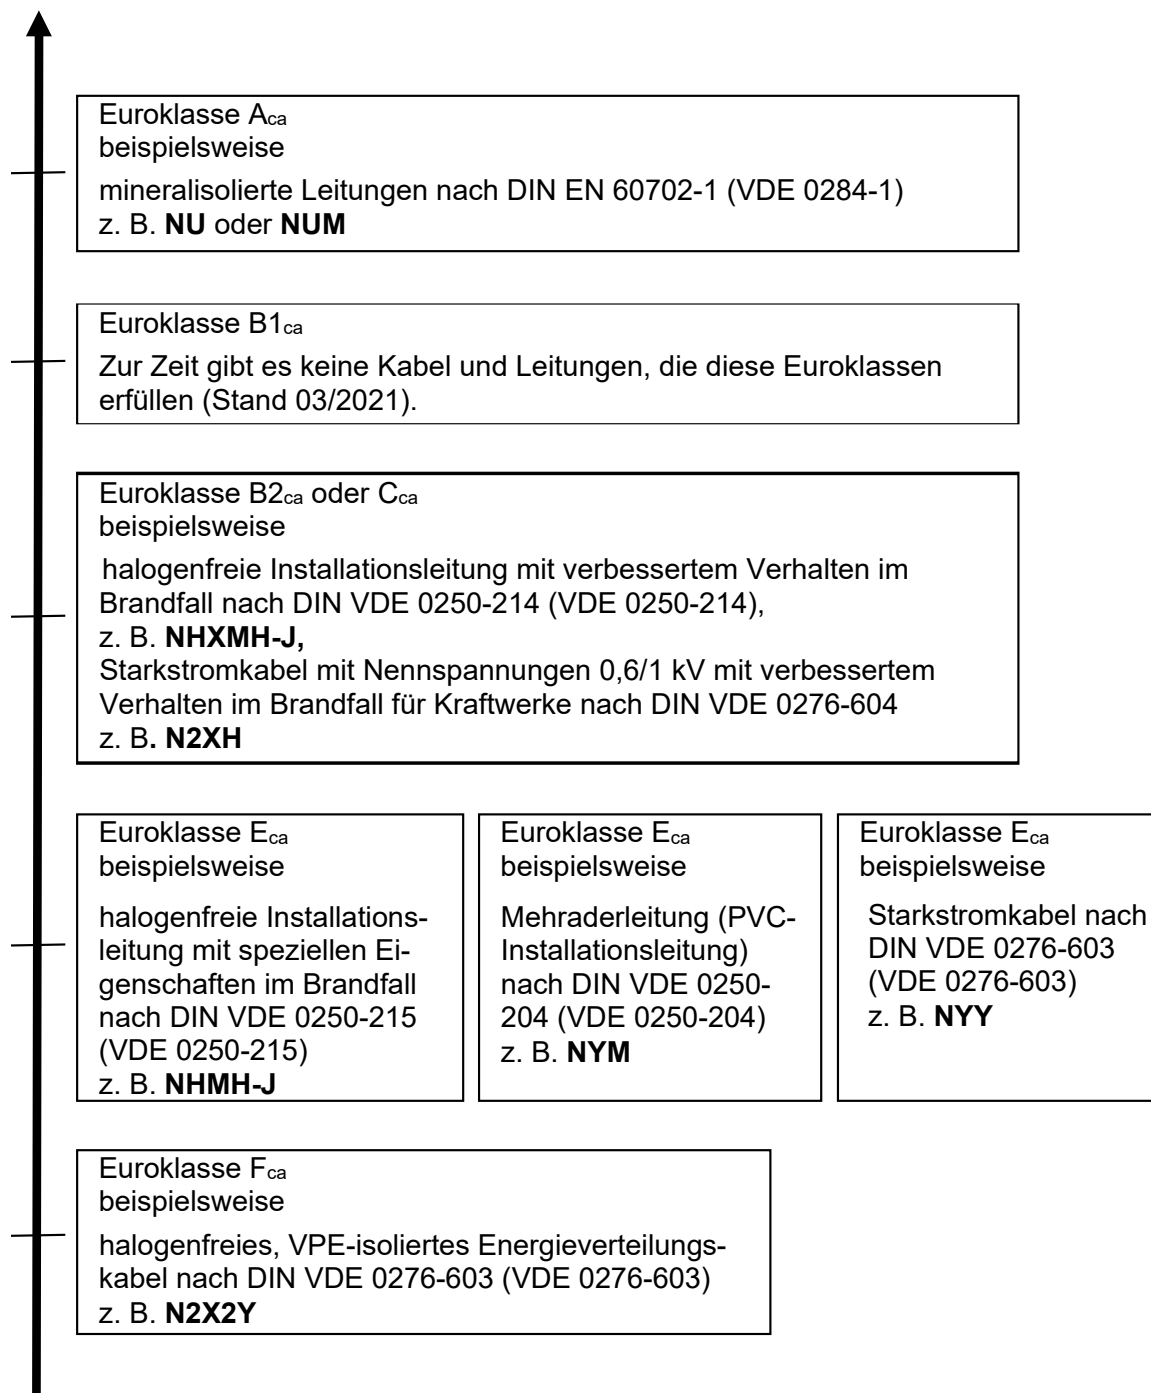 Euroklasse Aca
beispielsweise
mineralisolierte Leitungen nach DIN EN 60702-1 (VDE 0284-1)
z. B. NU oder NUM
Euroklasse B1ca
Zur Zeit gibt es keine Kabel und Leitungen, die diese Euroklassen
erfüllen (Stand 03/2021).
Euroklasse B2ca oder Cca
beispielsweise
halogenfreie Installationsleitung mit verbessertem Verhalten im
Brandfall nach DIN VDE 0250-214 (VDE 0250-214),
z. B. NHXMH-J,
Starkstromkabel mit Nennspannungen 0,6/1 kV mit verbessertem
Verhalten im Brandfall für Kraftwerke nach DIN VDE 0276-604
z. B. N2XH
Euroklasse Eca
beispielsweise
halogenfreie Installations-
leitung mit speziellen Ei-
genschaften im Brandfall
nach DIN VDE 0250-215
(VDE 0250-215)
z. B. NHMH-J
Euroklasse Eca
beispielsweise
Mehraderleitung (PVC-
Installationsleitung)
nach DIN VDE 0250-
204 (VDE 0250-204)
z. B. NYM
Euroklasse Eca
beispielsweise
Starkstromkabel nach
DIN VDE 0276-603
(VDE 0276-603)
z. B. NYY
Euroklasse Fca
beispielsweise
halogenfreies, VPE-isoliertes Energieverteilungs-
kabel nach DIN VDE 0276-603 (VDE 0276-603)
z. B. N2X2Y